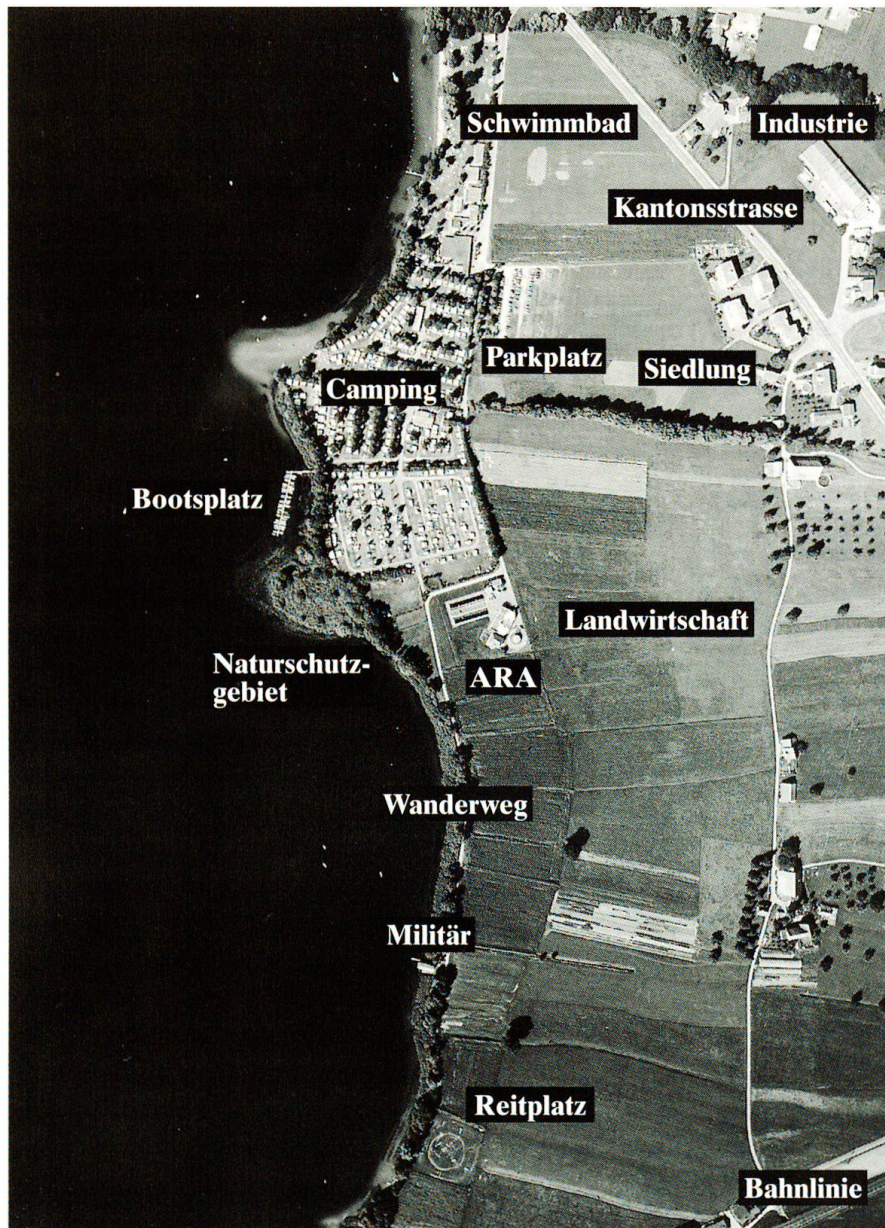 Schwimmbad
Industrie
Kantonsstrasse
Parkplatz
Siedlung
Camping
Bootsplatz
Landwirtschaft
Naturschutz-
gebiet
ARA
Wanderweg
Militär
Reitplatz
Bahnlinie